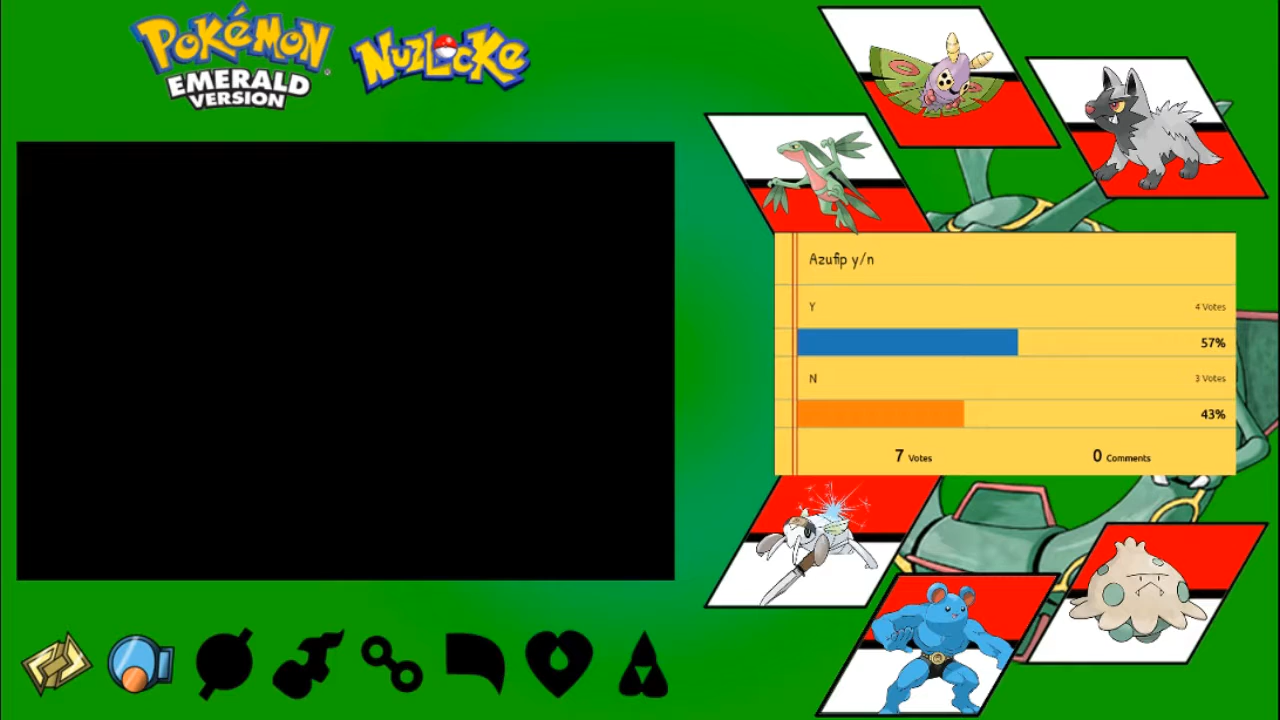 POKéMON
EMERALD
VERSION
NUZLOCKE
Azufip y/n
Y
4 Votes
57%
N
3 Votes
43%
7 Votes
0 Comments